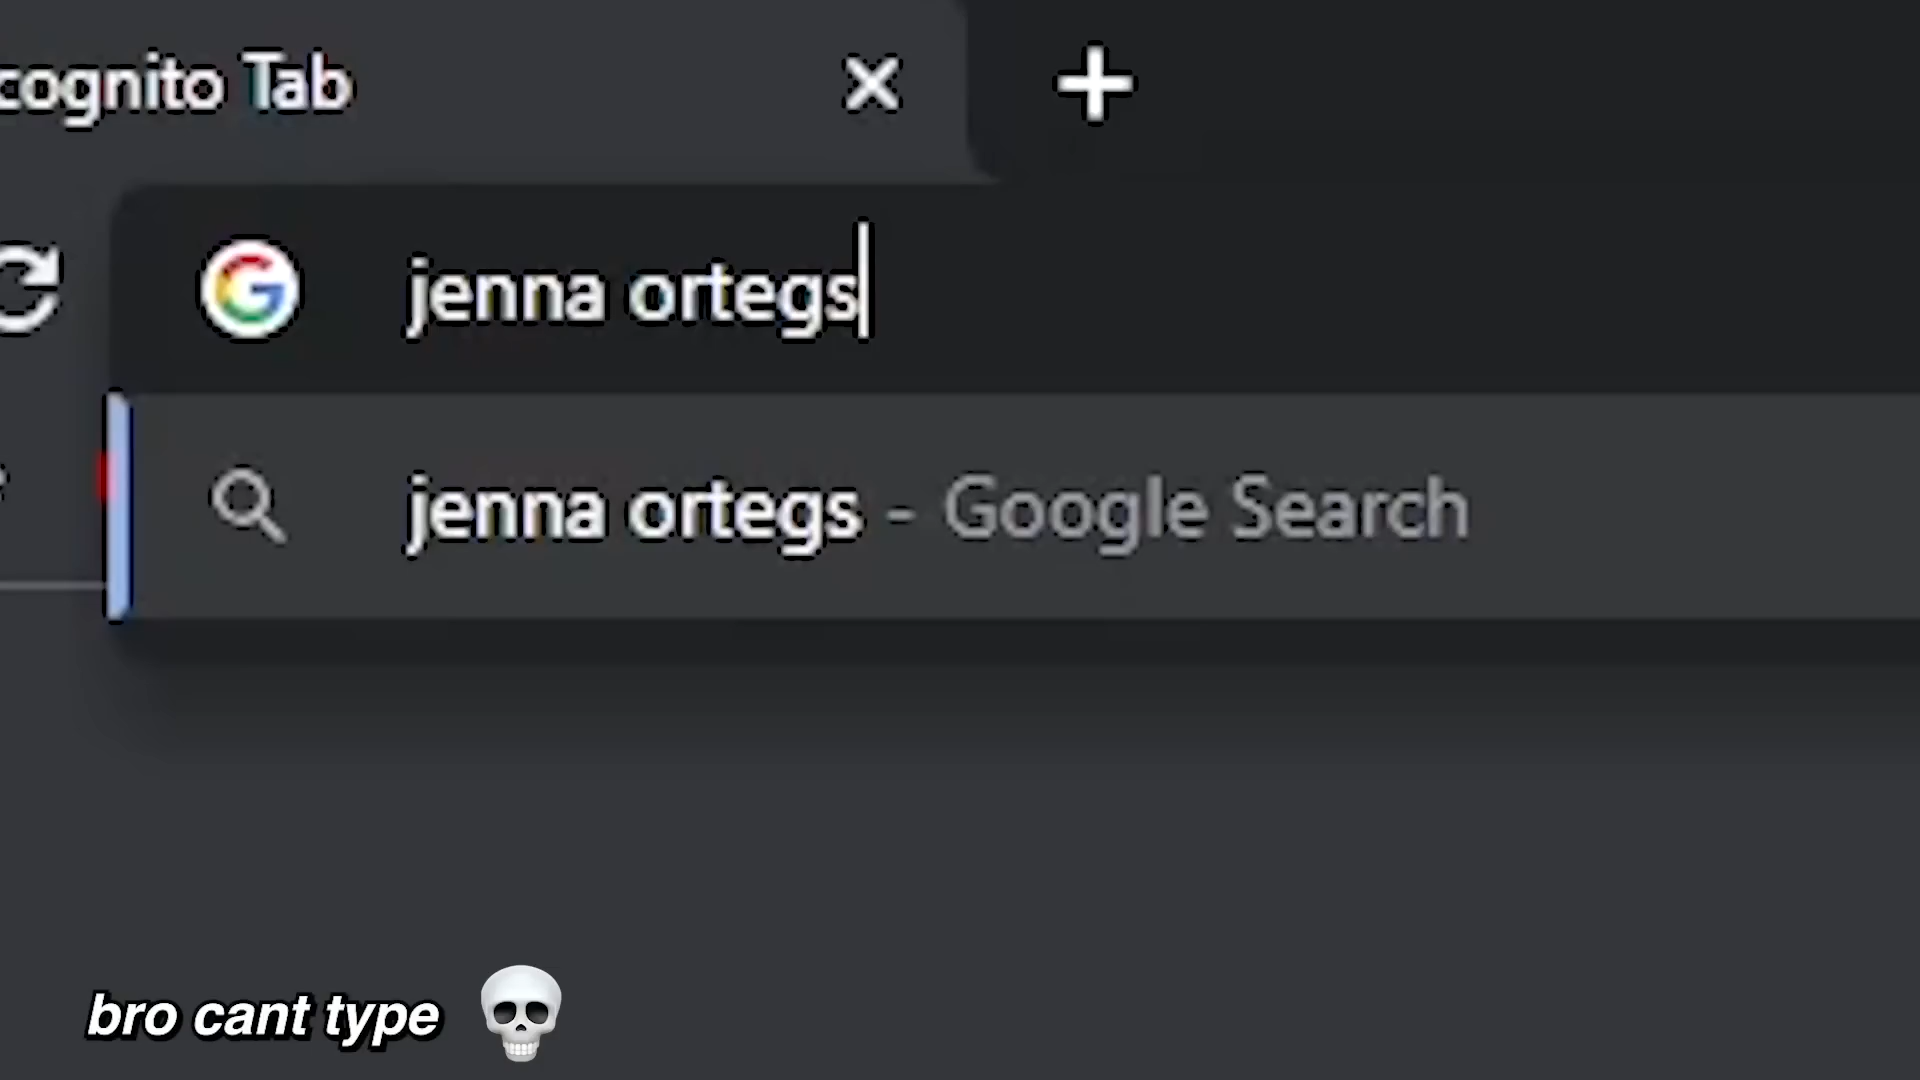 cognito Tab
jenna ortegs
jenna ortegs - Google Search
bro cant type 💀